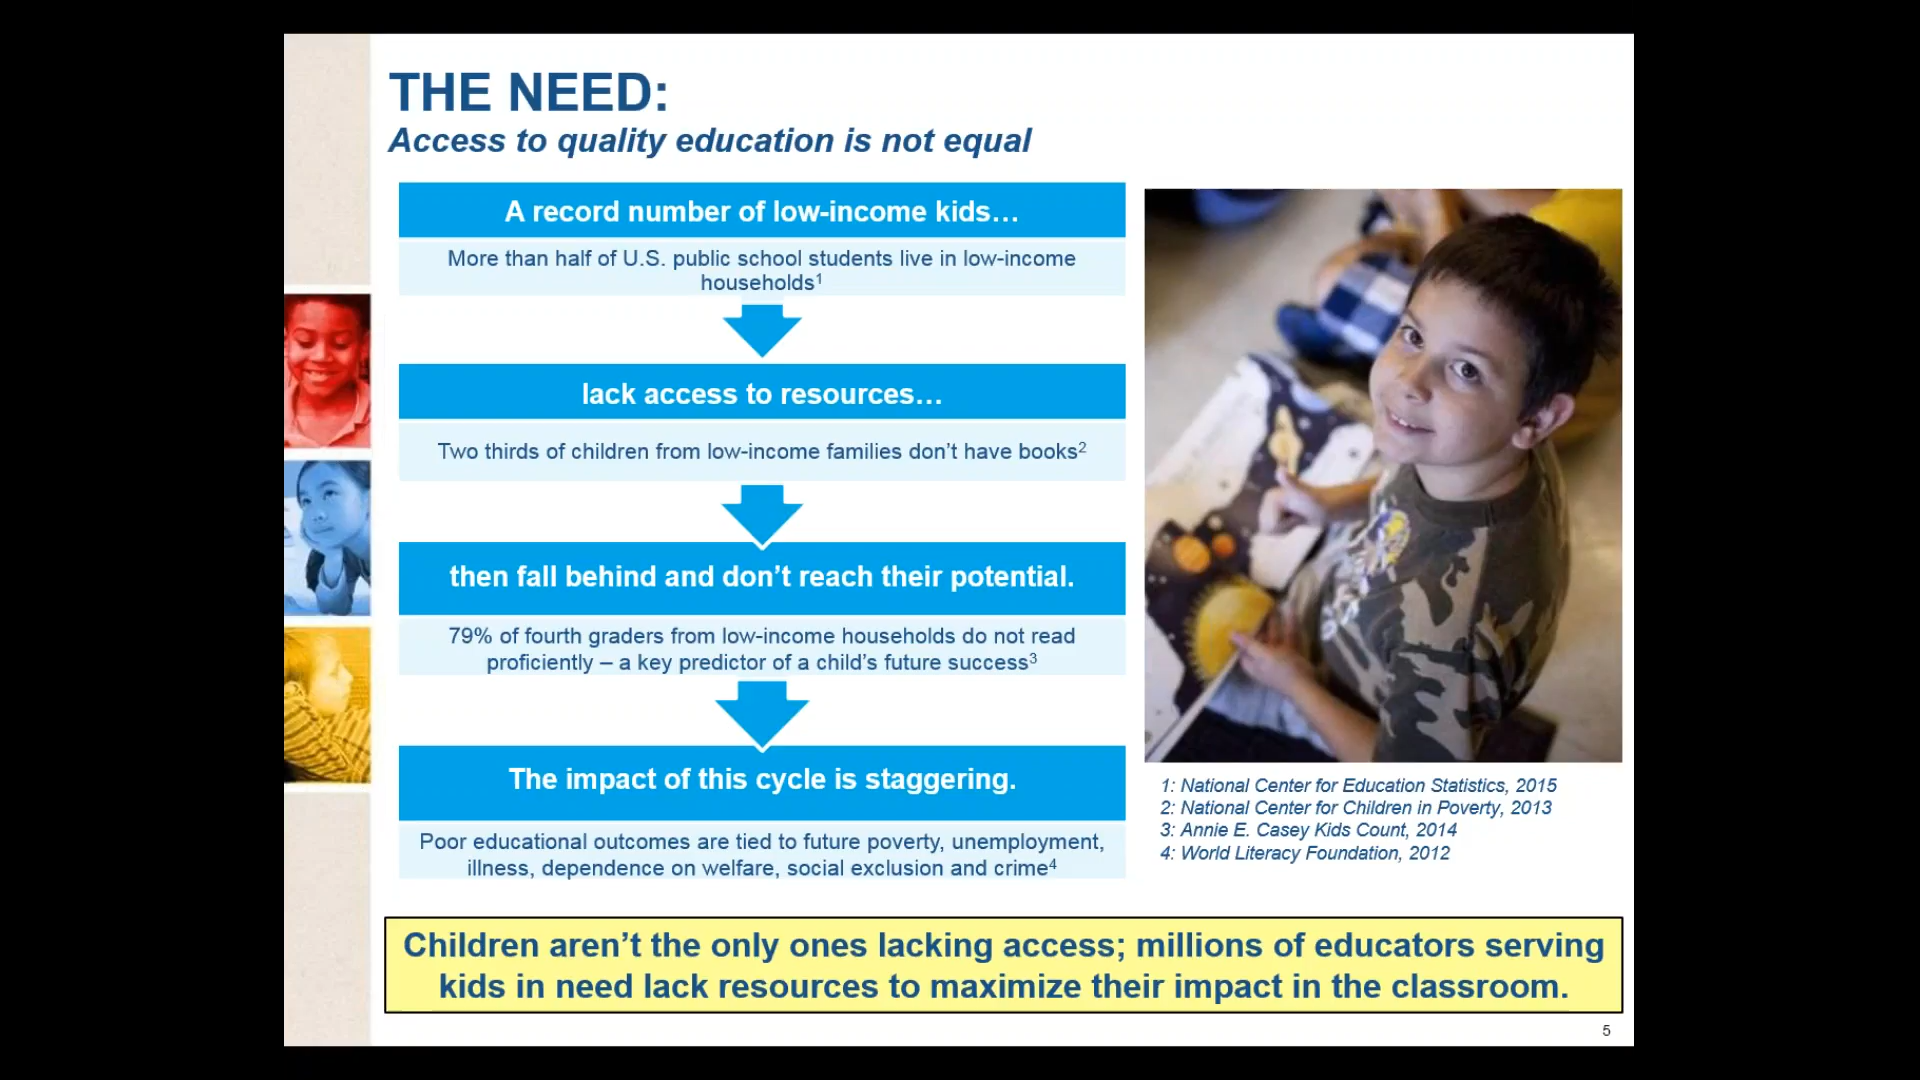 THE NEED:
Access to quality education is not equal
A record number of low-income kids…
More than half of U.S. public school students live in low-income
households¹
lack access to resources…
Two thirds of children from low-income families don’t have books²
then fall behind and don’t reach their potential.
79% of fourth graders from low-income households do not read
proficiently – a key predictor of a child’s future success³
The impact of this cycle is staggering.
Poor educational outcomes are tied to future poverty, unemployment,
illness, dependence on welfare, social exclusion and crime⁴
1: National Center for Education Statistics, 2015
2: National Center for Children in Poverty, 2013
3: Annie E. Casey Kids Count, 2014
4: World Literacy Foundation, 2012
Children aren’t the only ones lacking access; millions of educators serving
kids in need lack resources to maximize their impact in the classroom.
5